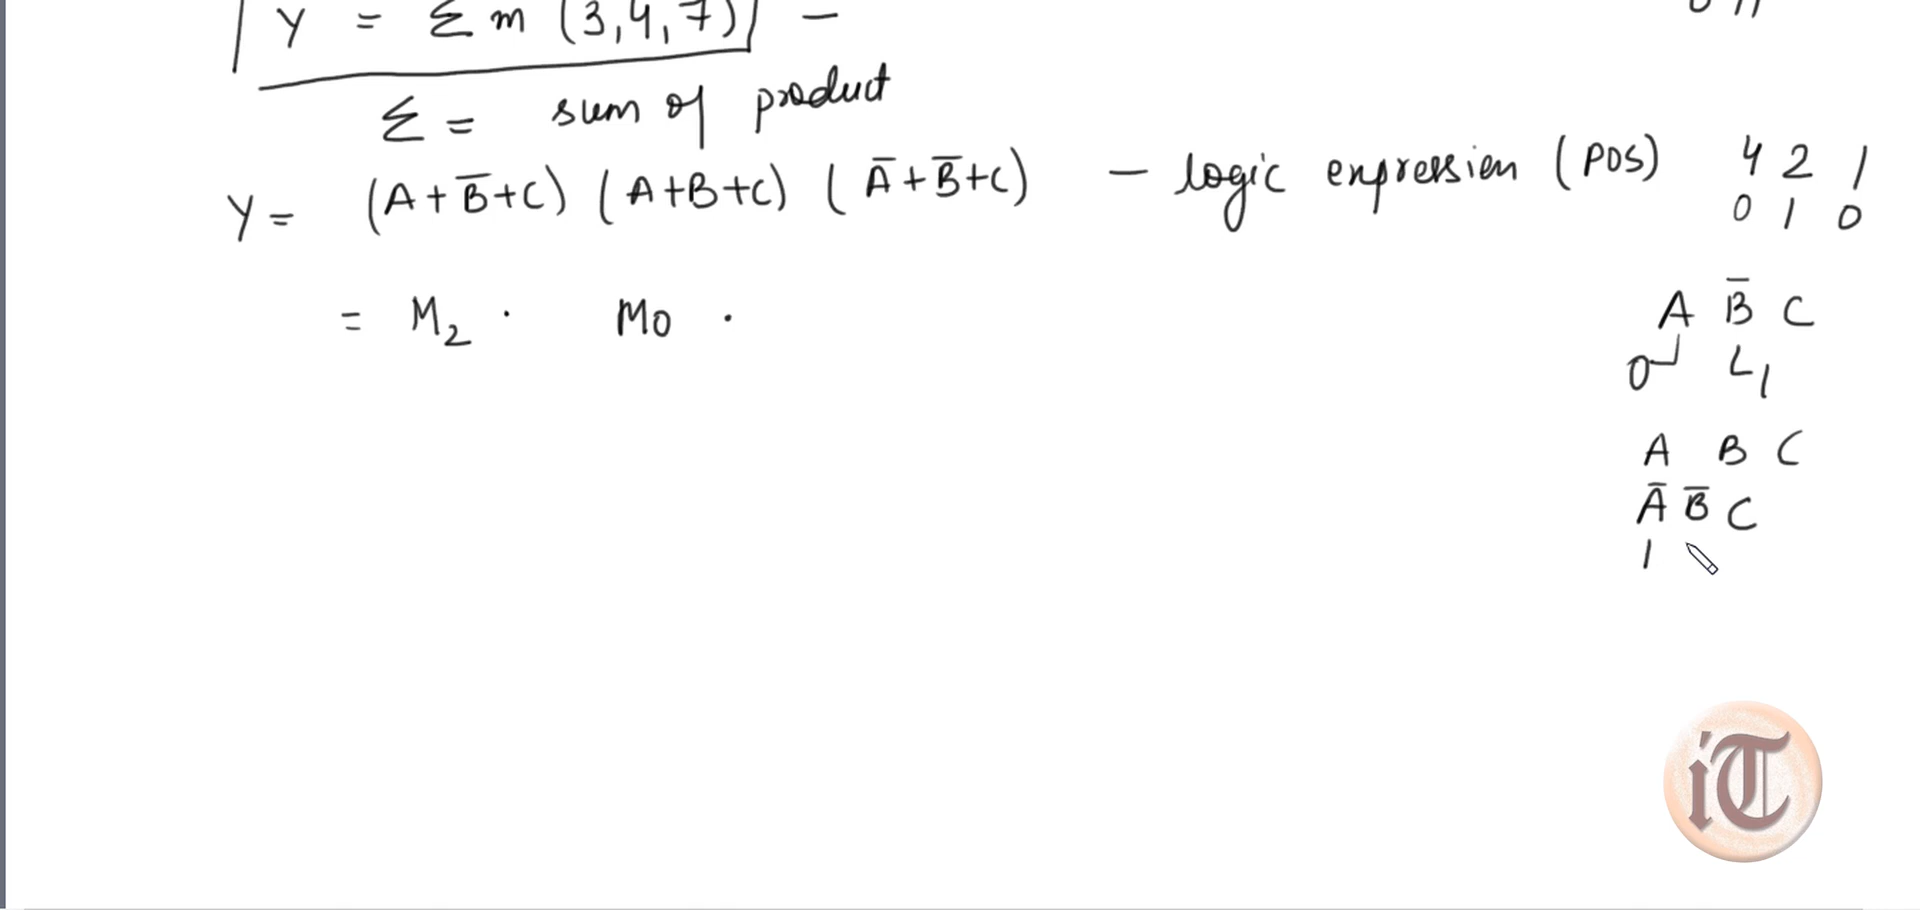 Y = Σ m (3,4,7) —
Σ = sum of product
Y = (A + B̅ + C) (A + B + C) (A̅ + B̅ + C) — logic expression (POS)
4 2 1
0 1 0
= M₂ · M0 ·
A B̅ C
0 1
A B C
A̅ B̅ C
1
iT